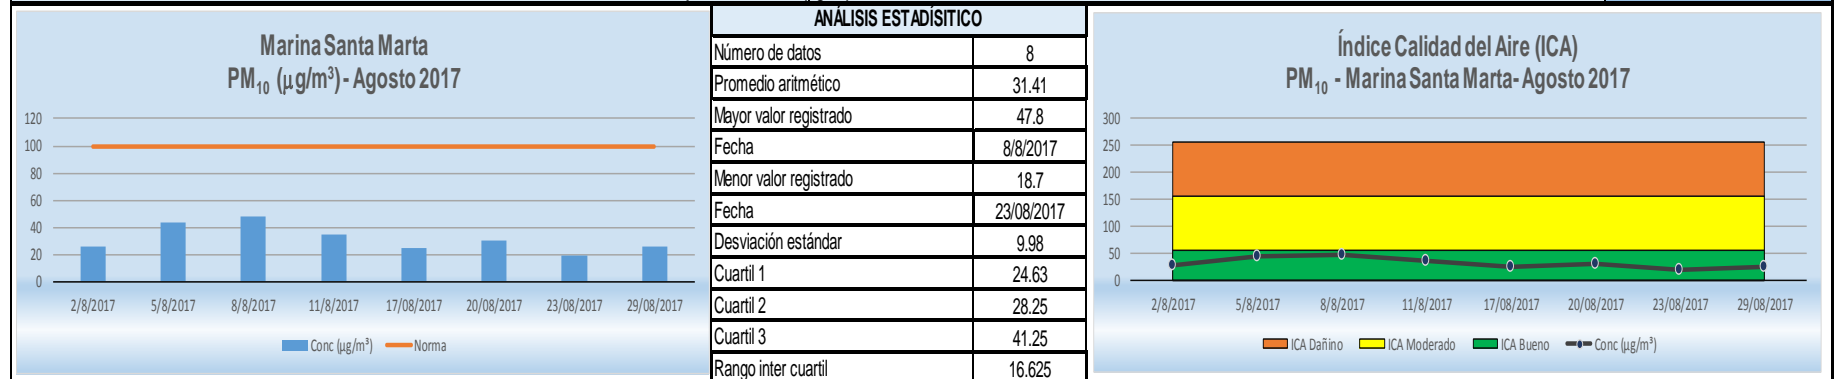 Marina Santa Marta
PM10 (µg/m³) - Agosto 2017
120
100
80
60
40
20
0
2/8/2017 5/8/2017 8/8/2017 11/8/2017 17/08/2017 20/08/2017 23/08/2017 29/08/2017
Conc (µg/m³) Norma
ANÁLISIS ESTADÍSITICO
Número de datos 8
Promedio aritmético 31.41
Mayor valor registrado 47.8
Fecha 8/8/2017
Menor valor registrado 18.7
Fecha 23/08/2017
Desviación estándar 9.98
Cuartil 1 24.63
Cuartil 2 28.25
Cuartil 3 41.25
Rango inter cuartil 16.625
Índice Calidad del Aire (ICA)
PM10 - Marina Santa Marta- Agosto 2017
300
250
200
150
100
50
0
2/8/2017 5/8/2017 8/8/2017 11/8/2017 17/08/2017 20/08/2017 23/08/2017 29/08/2017
ICA Dañino ICA Moderado ICA Bueno Conc (µg/m³)